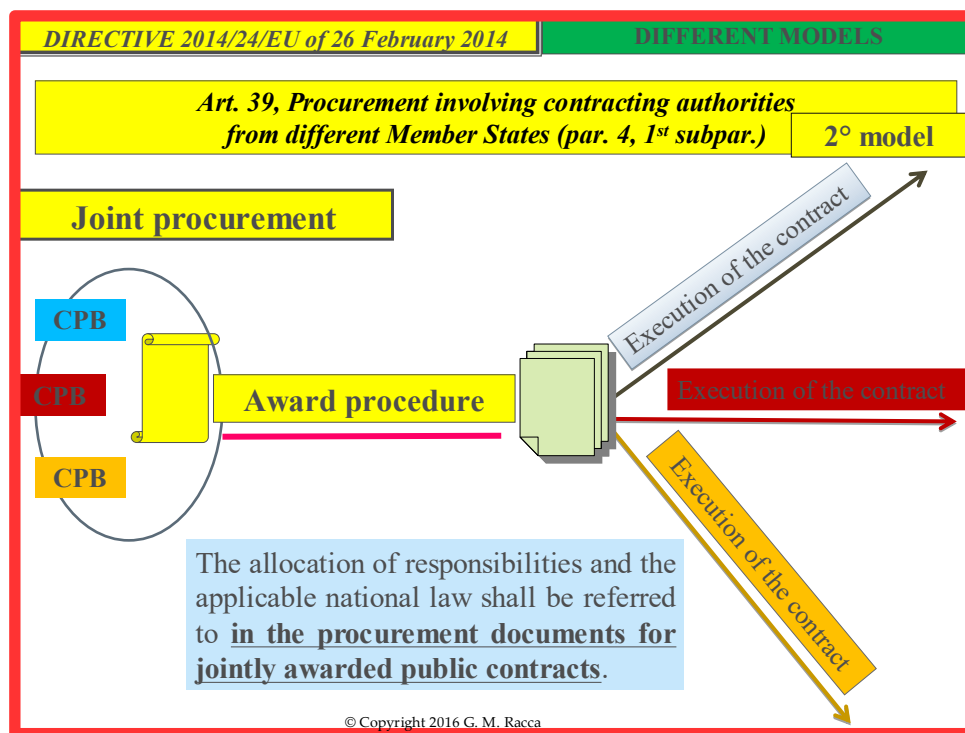 DIRECTIVE 2014/24/EU of 26 February 2014
DIFFERENT MODELS
Art. 39, Procurement involving contracting authorities
from different Member States (par. 4, 1st subpar.)
2° model
Joint procurement
CPB
CPB
CPB
Award procedure
Execution of the contract
Execution of the contract
Execution of the contract
The allocation of responsibilities and the
applicable national law shall be referred
to in the procurement documents for
jointly awarded public contracts.
© Copyright 2016 G. M. Racca